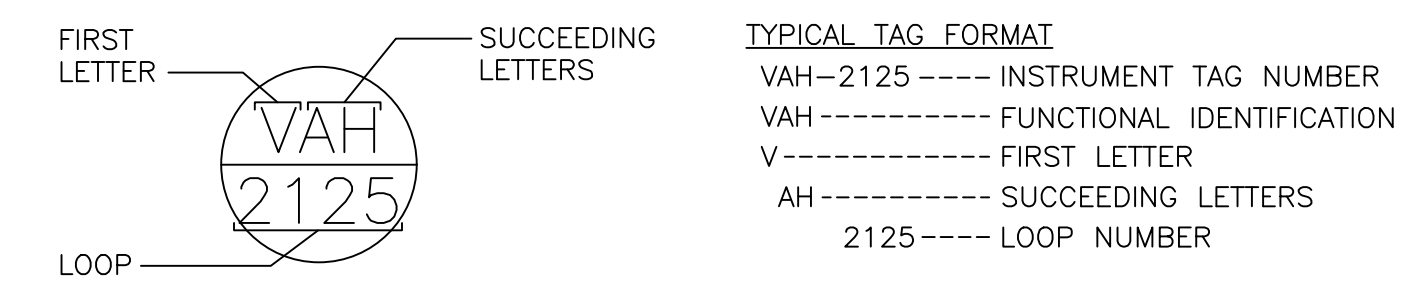 FIRST
LETTER
SUCCEEDING
LETTERS
VAH
2125
LOOP
TYPICAL TAG FORMAT
VAH-2125 ---- INSTRUMENT TAG NUMBER
VAH ---------- FUNCTIONAL IDENTIFICATION
V ------------ FIRST LETTER
AH ---------- SUCCEEDING LETTERS
2125 ---- LOOP NUMBER